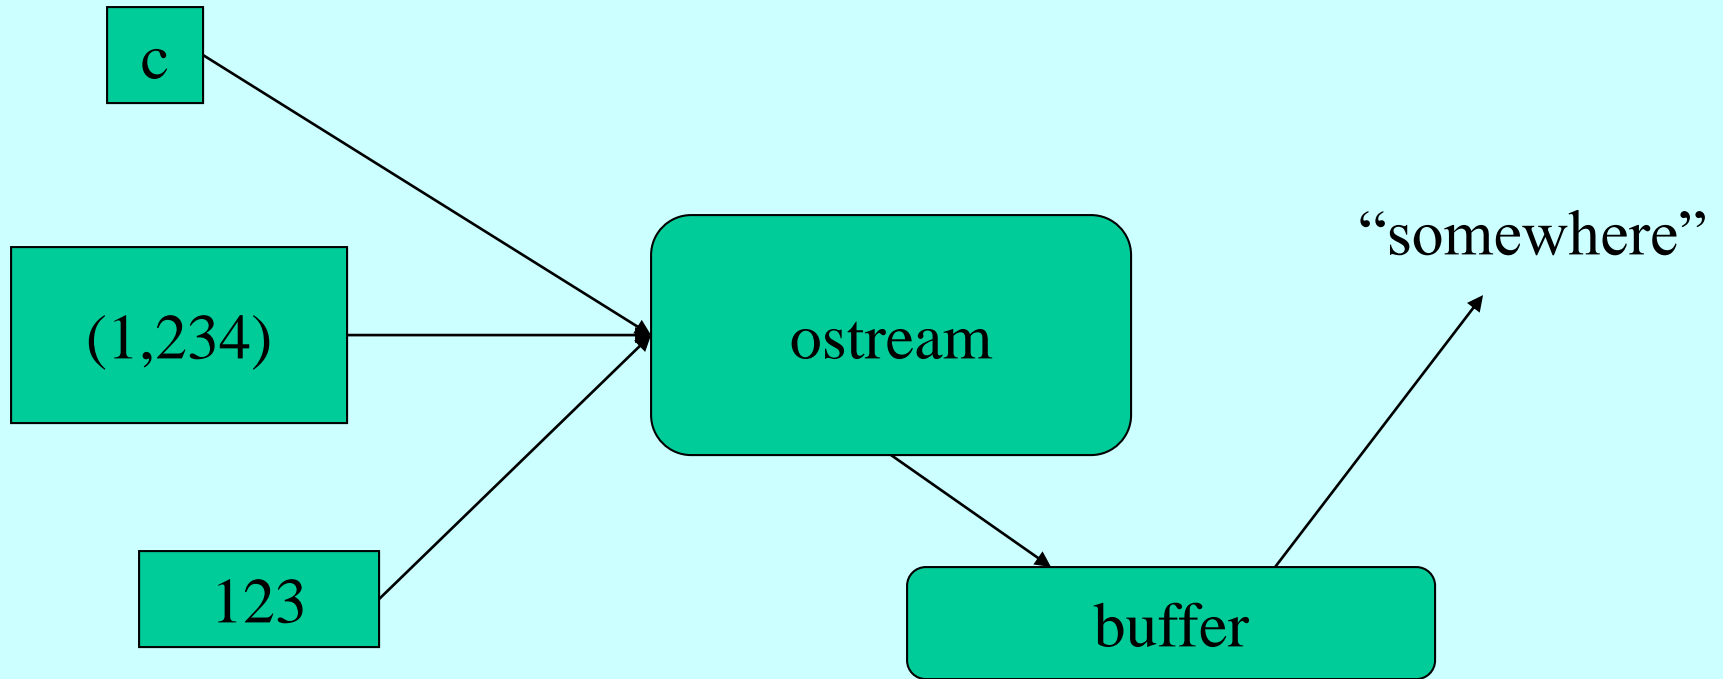 c
(1,234)
123
ostream
buffer
“somewhere”